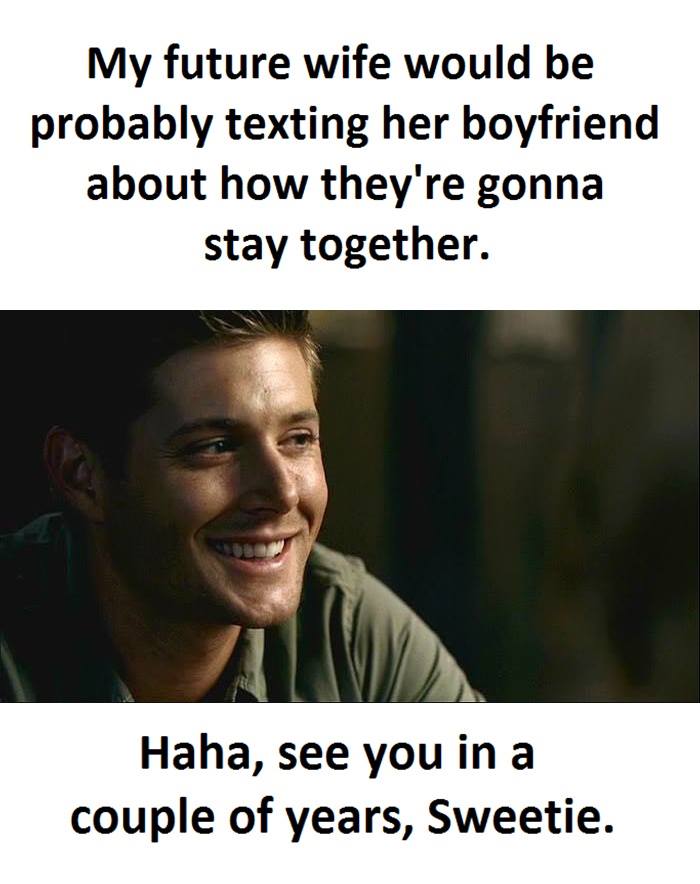 My future wife would be
probably texting her boyfriend
about how they're gonna
stay together.
Haha, see you in a
couple of years, Sweetie.